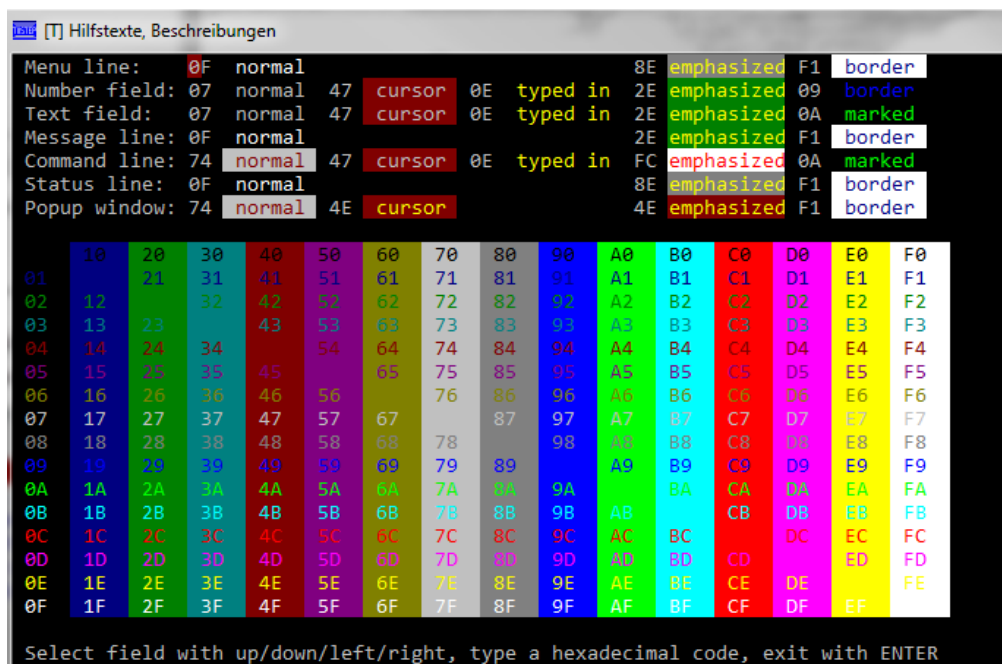 [T] Hilfstexte, Beschreibungen
Menu line: 0F normal 8E emphasized F1 border
Number field: 07 normal 47 cursor 0E typed in 2E emphasized 09 border
Text field: 07 normal 47 cursor 0E typed in 2E emphasized 0A marked
Message line: 0F normal 2E emphasized F1 border
Command line: 74 normal 47 cursor 0E typed in FC emphasized 0A marked
Status line: 0F normal 8E emphasized F1 border
Popup window: 74 normal 4E cursor 4E emphasized F1 border
10 20 30 40 50 60 70 80 90 A0 B0 C0 D0 E0 F0
01 21 31 41 51 61 71 81 91 A1 B1 C1 D1 E1 F1
02 12 32 42 52 62 72 82 92 A2 B2 C2 D2 E2 F2
03 13 23 43 53 63 73 83 93 A3 B3 C3 D3 E3 F3
04 14 24 34 54 64 74 84 94 A4 B4 C4 D4 E4 F4
05 15 25 35 45 65 75 85 95 A5 B5 C5 D5 E5 F5
06 16 26 36 46 56 76 86 96 A6 B6 C6 D6 E6 F6
07 17 27 37 47 57 67 87 97 A7 B7 C7 D7 E7 F7
08 18 28 38 48 58 68 78 98 A8 B8 C8 D8 E8 F8
09 19 29 39 49 59 69 79 89 A9 B9 C9 D9 E9 F9
0A 1A 2A 3A 4A 5A 6A 7A 8A 9A BA CA DA EA FA
0B 1B 2B 3B 4B 5B 6B 7B 8B 9B AB CB DB EB FB
0C 1C 2C 3C 4C 5C 6C 7C 8C 9C AC BC DC EC FC
0D 1D 2D 3D 4D 5D 6D 7D 8D 9D AD BD CD ED FD
0E 1E 2E 3E 4E 5E 6E 7E 8E 9E AE BE CE DE FE
0F 1F 2F 3F 4F 5F 6F 7F 8F 9F AF BF CF DF EF
Select field with up/down/left/right, type a hexadecimal code, exit with ENTER